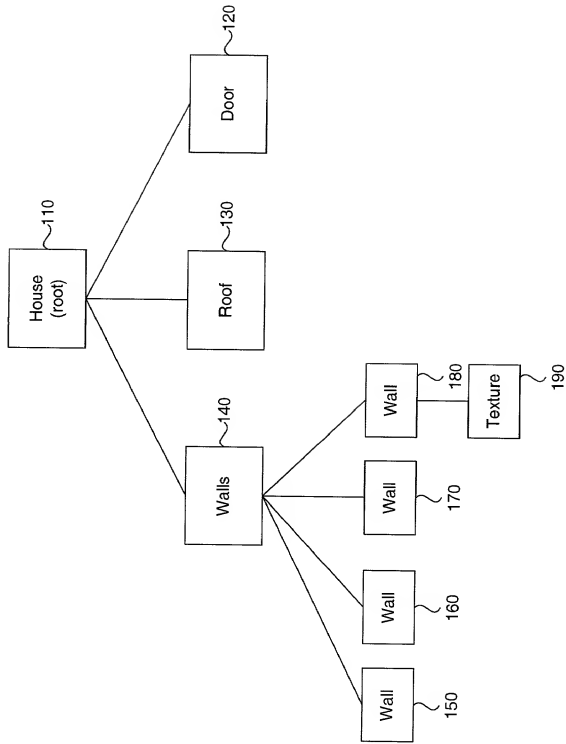 110
House
(root)
140
Walls
130
Roof
120
Door
Wall
150
Wall
160
Wall
170
Wall
180
Texture
190